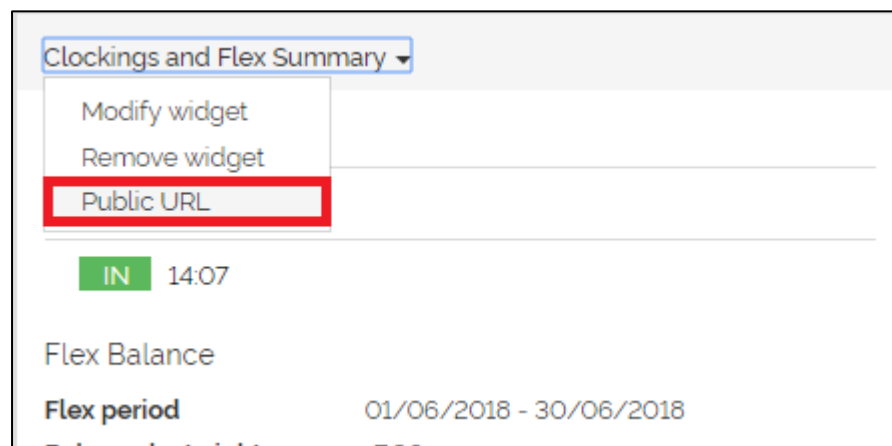 Clockings and Flex Summary
Modify widget
Remove widget
Public URL
IN 14:07
Flex Balance
Flex period 01/06/2018 - 30/06/2018